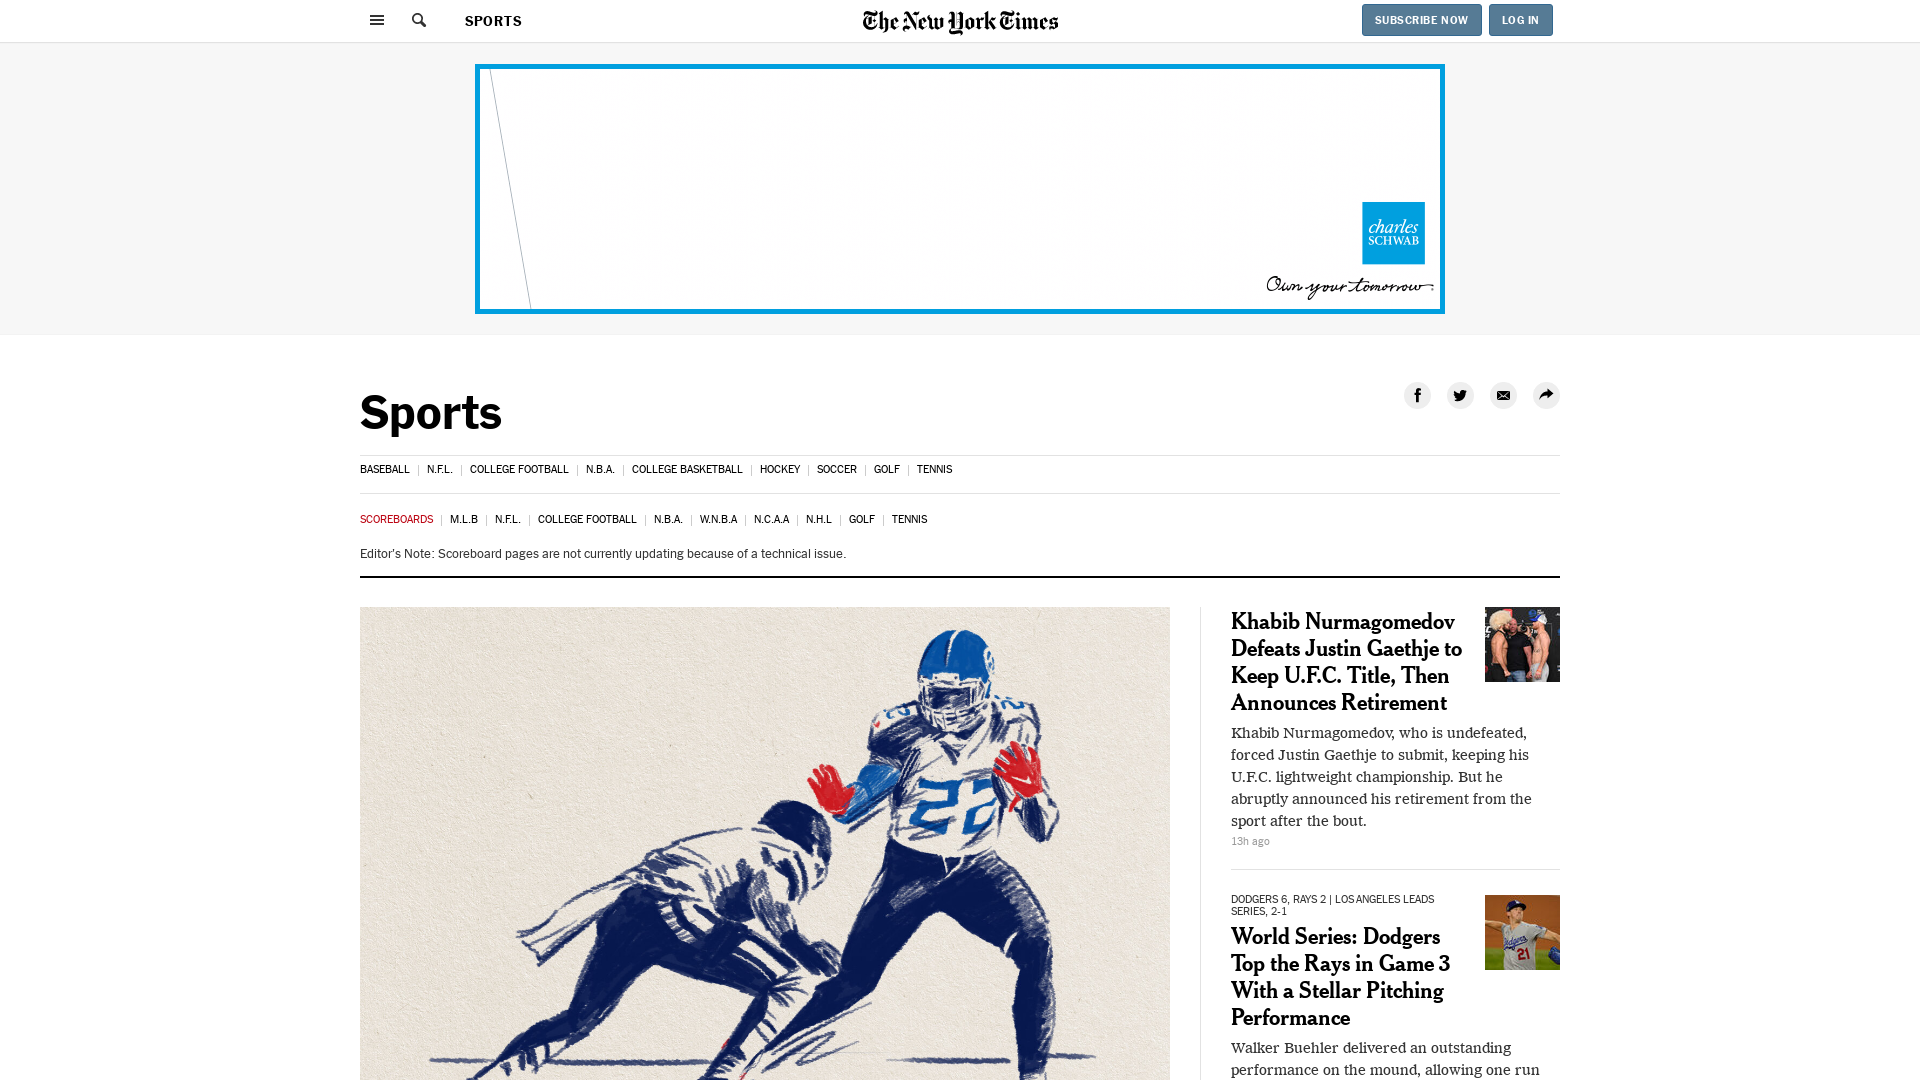 SPORTS
The New York Times
SUBSCRIBE NOW
LOG IN
charles
SCHWAB
Own your tomorrow.
Sports
BASEBALL
N.F.L.
COLLEGE FOOTBALL
N.B.A.
COLLEGE BASKETBALL
HOCKEY
SOCCER
GOLF
TENNIS
SCOREBOARDS
M.L.B
N.F.L.
COLLEGE FOOTBALL
N.B.A.
W.N.B.A
N.C.A.A
N.H.L
GOLF
TENNIS
Editor's Note: Scoreboard pages are not currently updating because of a technical issue.
22
22
22
Khabib Nurmagomedov
Defeats Justin Gaethje to
Keep U.F.C. Title, Then
Announces Retirement
Khabib Nurmagomedov, who is undefeated,
forced Justin Gaethje to submit, keeping his
U.F.C. lightweight championship. But he
abruptly announced his retirement from the
sport after the bout.
13h ago
DODGERS 6, RAYS 2 | LOS ANGELES LEADS
SERIES, 2-1
World Series: Dodgers
Top the Rays in Game 3
With a Stellar Pitching
Performance
Dodgers
21
Walker Buehler delivered an outstanding
performance on the mound, allowing one run